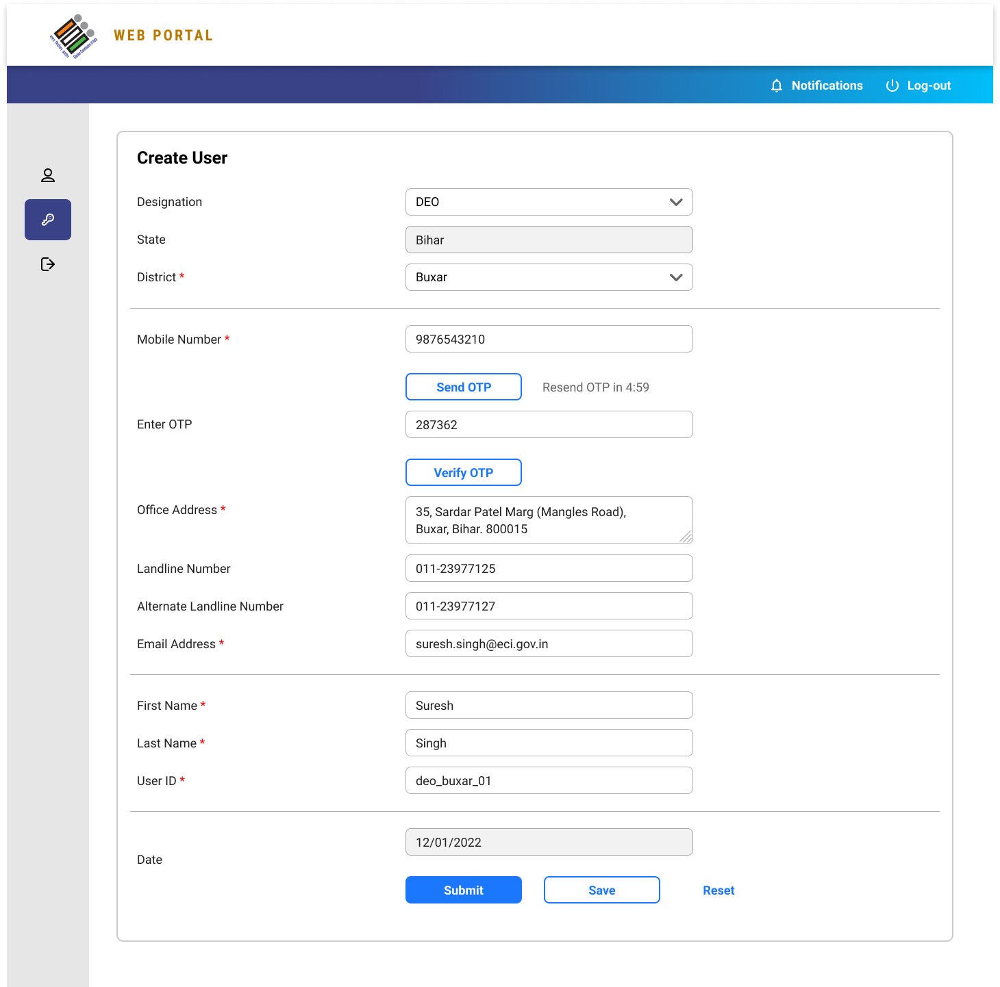 WEB PORTAL
Notifications
Log-out
Create User
Designation
DEO
State
Bihar
District *
Buxar
Mobile Number *
9876543210
Send OTP
Resend OTP in 4:59
Enter OTP
287362
Verify OTP
Office Address *
35, Sardar Patel Marg (Mangles Road),
Buxar, Bihar. 800015
Landline Number
011-23977125
Alternate Landline Number
011-23977127
Email Address *
suresh.singh@eci.gov.in
First Name *
Suresh
Last Name *
Singh
User ID *
deo_buxar_01
Date
12/01/2022
Submit
Save
Reset